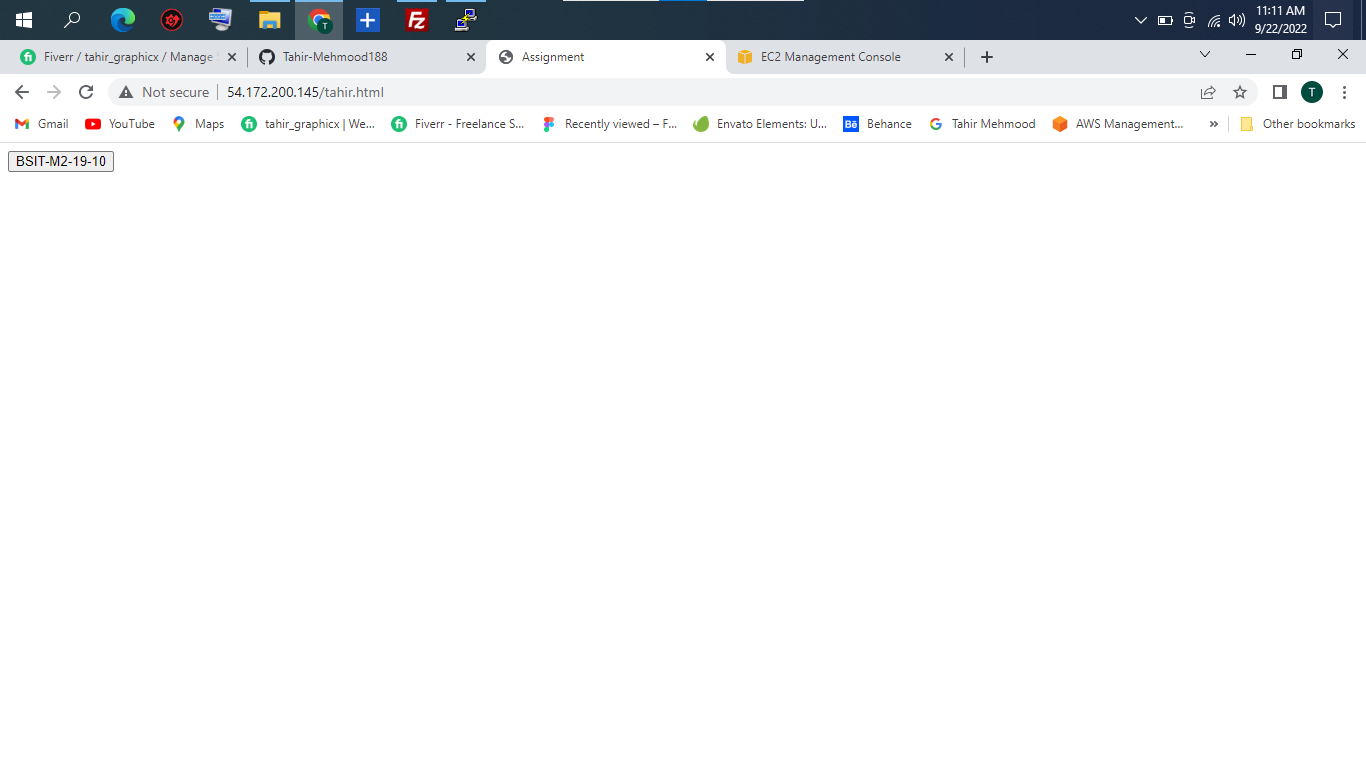 11:11 AM
9/22/2022
Fiverr / tahir_graphicx / Manage
Tahir-Mehmood188
Assignment
EC2 Management Console
Not secure
54.172.200.145/tahir.html
T
Gmail
YouTube
Maps
tahir_graphicx | We...
Fiverr - Freelance S...
Recently viewed – F...
Envato Elements: U...
Behance
Tahir Mehmood
AWS Management...
»
Other bookmarks
BSIT-M2-19-10